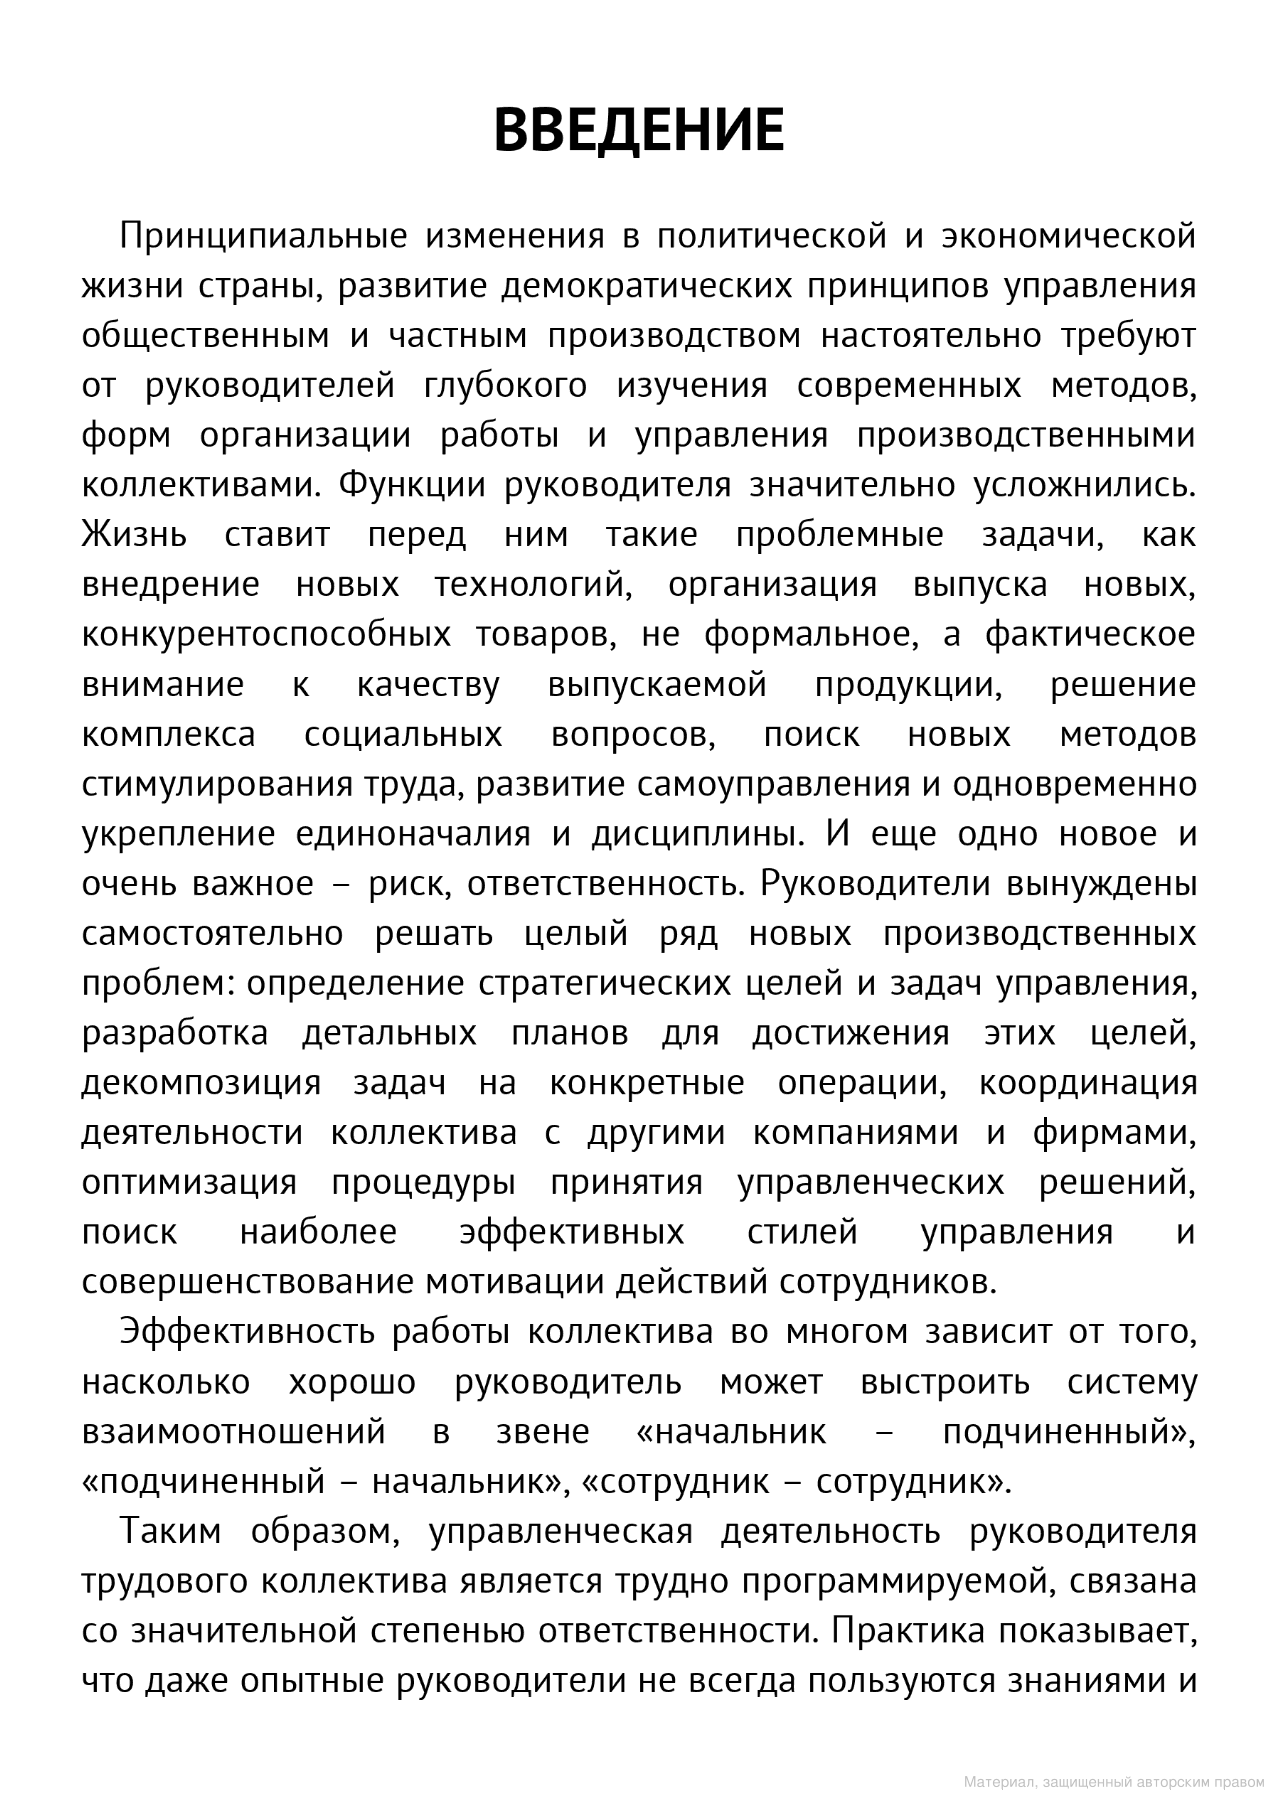 ВВЕДЕНИЕ
Принципиальные изменения в политической и экономической
жизни страны, развитие демократических принципов управления
общественным и частным производством настоятельно требуют
от руководителей глубокого изучения современных методов,
форм организации работы и управления производственными
коллективами. Функции руководителя значительно усложнились.
Жизнь ставит перед ним такие проблемные задачи, как
внедрение новых технологий, организация выпуска новых,
конкурентоспособных товаров, не формальное, а фактическое
внимание к качеству выпускаемой продукции, решение
комплекса социальных вопросов, поиск новых методов
стимулирования труда, развитие самоуправления и одновременно
укрепление единоначалия и дисциплины. И еще одно новое и
очень важное – риск, ответственность. Руководители вынуждены
самостоятельно решать целый ряд новых производственных
проблем: определение стратегических целей и задач управления,
разработка детальных планов для достижения этих целей,
декомпозиция задач на конкретные операции, координация
деятельности коллектива с другими компаниями и фирмами,
оптимизация процедуры принятия управленческих решений,
поиск наиболее эффективных стилей управления и
совершенствование мотивации действий сотрудников.
Эффективность работы коллектива во многом зависит от того,
насколько хорошо руководитель может выстроить систему
взаимоотношений в звене «начальник – подчиненный»,
«подчиненный – начальник», «сотрудник – сотрудник».
Таким образом, управленческая деятельность руководителя
трудового коллектива является трудно программируемой, связана
со значительной степенью ответственности. Практика показывает,
что даже опытные руководители не всегда пользуются знаниями и
Материал, защищенный авторским правом